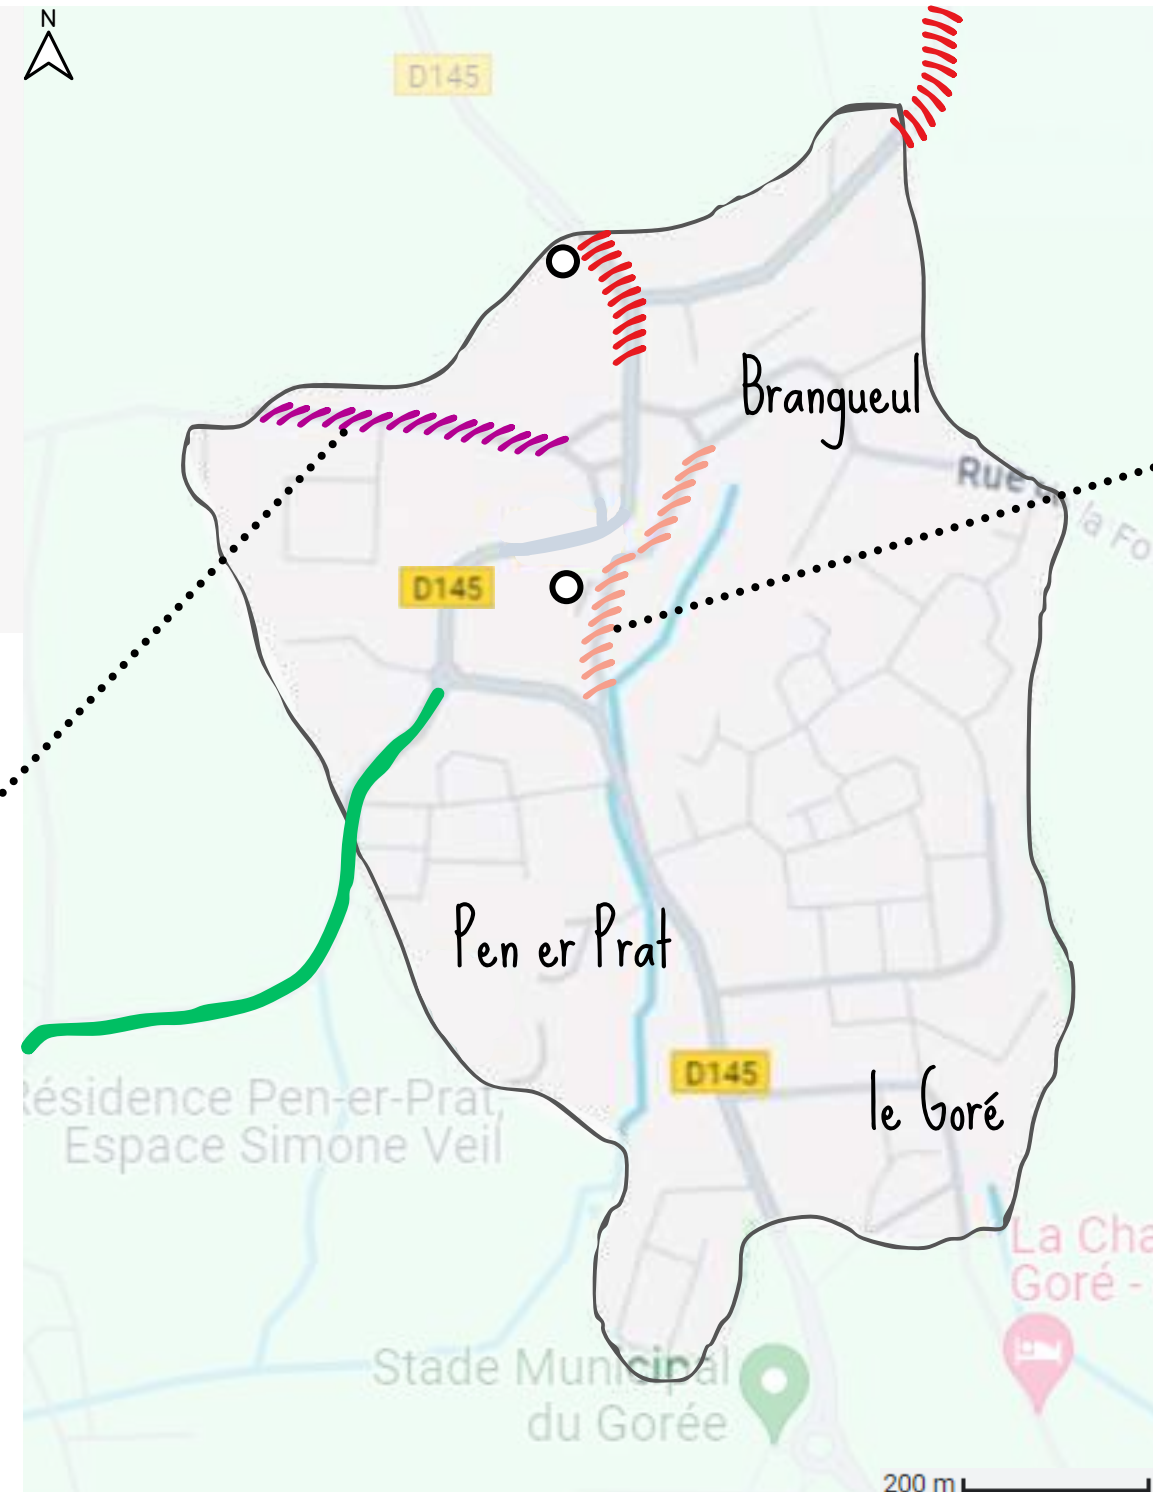 N
D145
Brangueul
Rue de la Fo
D145
Pen er Prat
D145
le Goré
Résidence Pen-er-Prat,
Espace Simone Veil
La Cha
Goré -
Stade Municipal
du Gorée
200 m